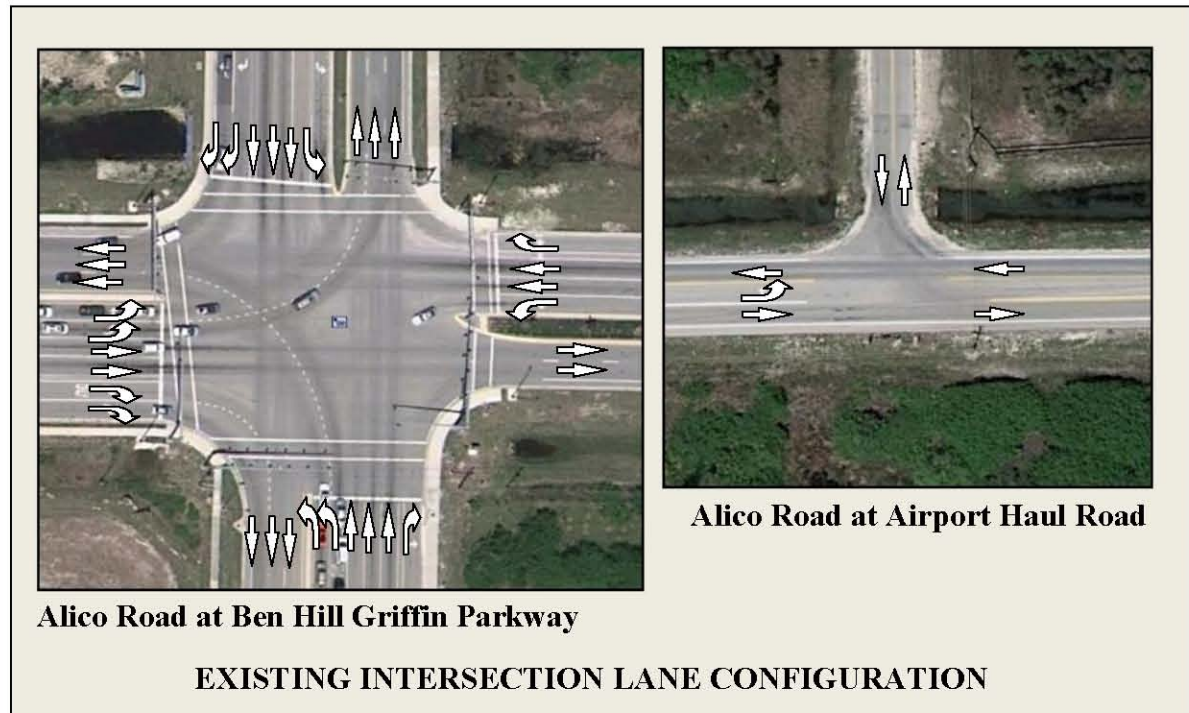 Alico Road at Ben Hill Griffin Parkway
Alico Road at Airport Haul Road
EXISTING INTERSECTION LANE CONFIGURATION